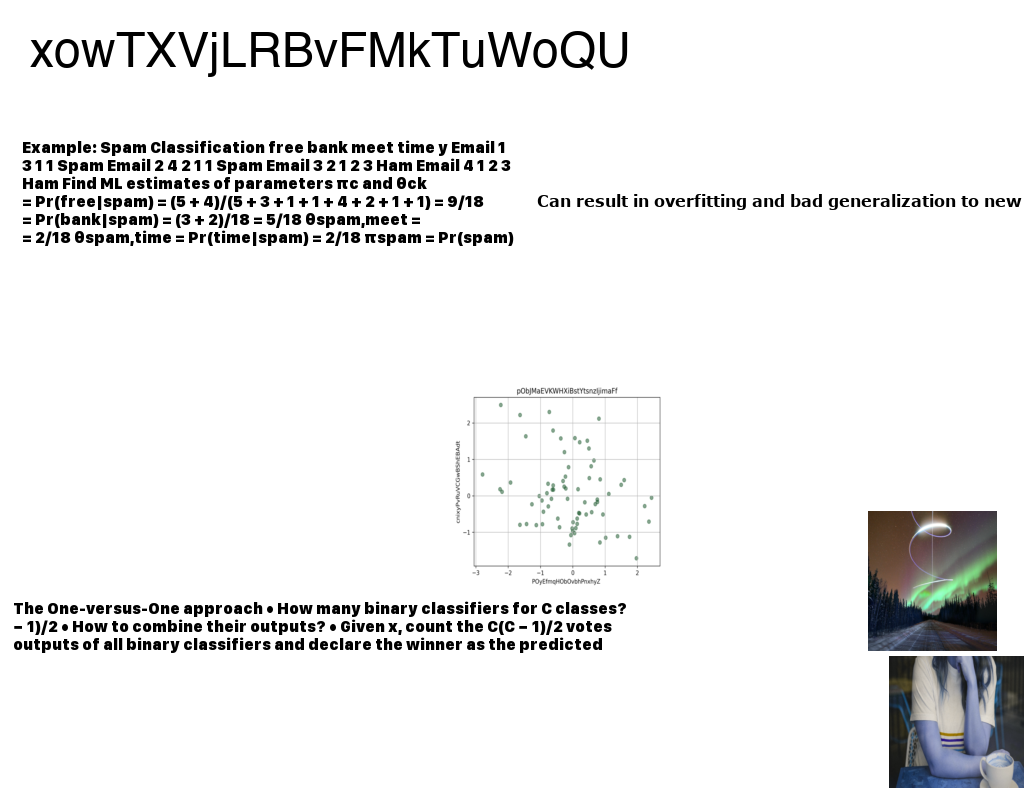 xowTXVjLRBvFMkTuWoQU
Example: Spam Classification free bank meet time y Email 1
3 1 1 Spam Email 2 4 2 1 1 Spam Email 3 2 1 2 3 Ham Email 4 1 2 3
Ham Find ML estimates of parameters πc and θck
= Pr(free|spam) = (5 + 4)/(5 + 3 + 1 + 1 + 4 + 2 + 1 + 1) = 9/18
= Pr(bank|spam) = (3 + 2)/18 = 5/18 θspam,meet =
= 2/18 θspam,time = Pr(time|spam) = 2/18 πspam = Pr(spam)
Can result in overfitting and bad generalization to new
pObJMaEVKWHXiBstYtsnzljimaFf
2
1
0
−1
−3 −2 −1 0 1 2
POyEfmqHObOvbhPnxhyZ
The One-versus-One approach • How many binary classifiers for C classes?
− 1)/2 • How to combine their outputs? • Given x, count the C(C − 1)/2 votes
outputs of all binary classifiers and declare the winner as the predicted